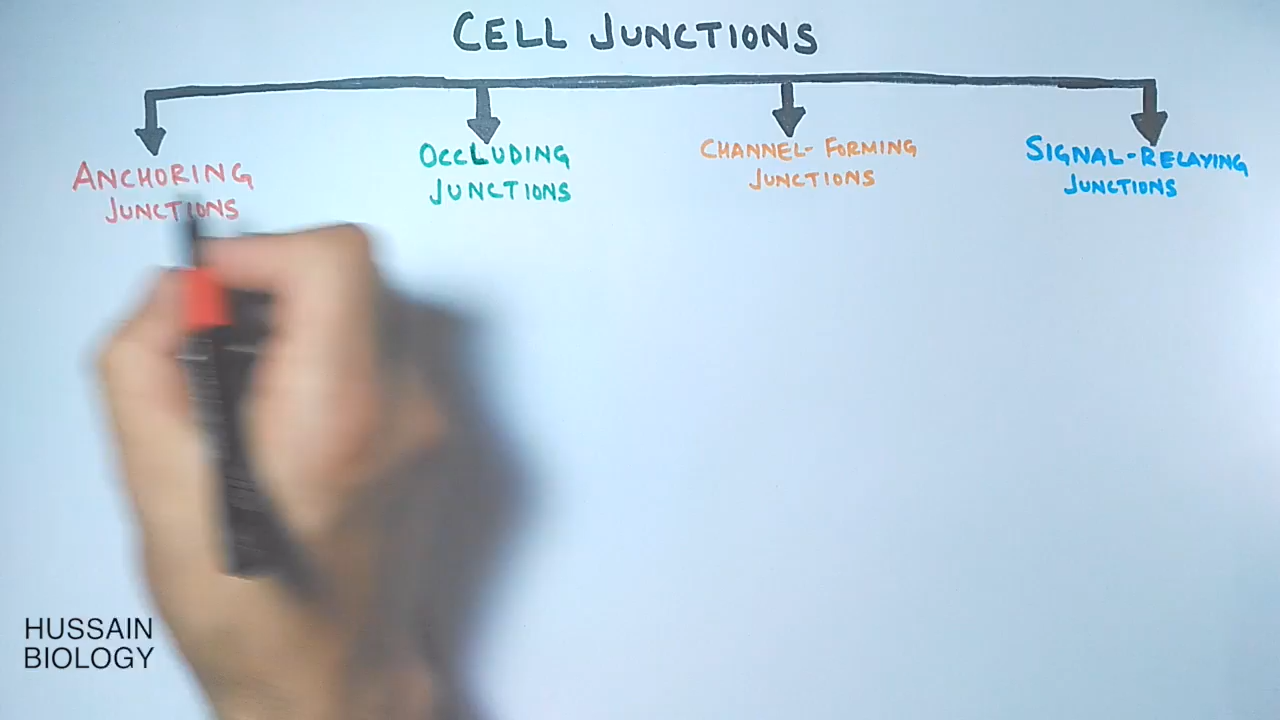 CELL JUNCTIONS
ANCHORING
JUNCTIONS
OCCLUDING
JUNCTIONS
CHANNEL-FORMING
JUNCTIONS
SIGNAL-RELAYING
JUNCTIONS
HUSSAIN
BIOLOGY